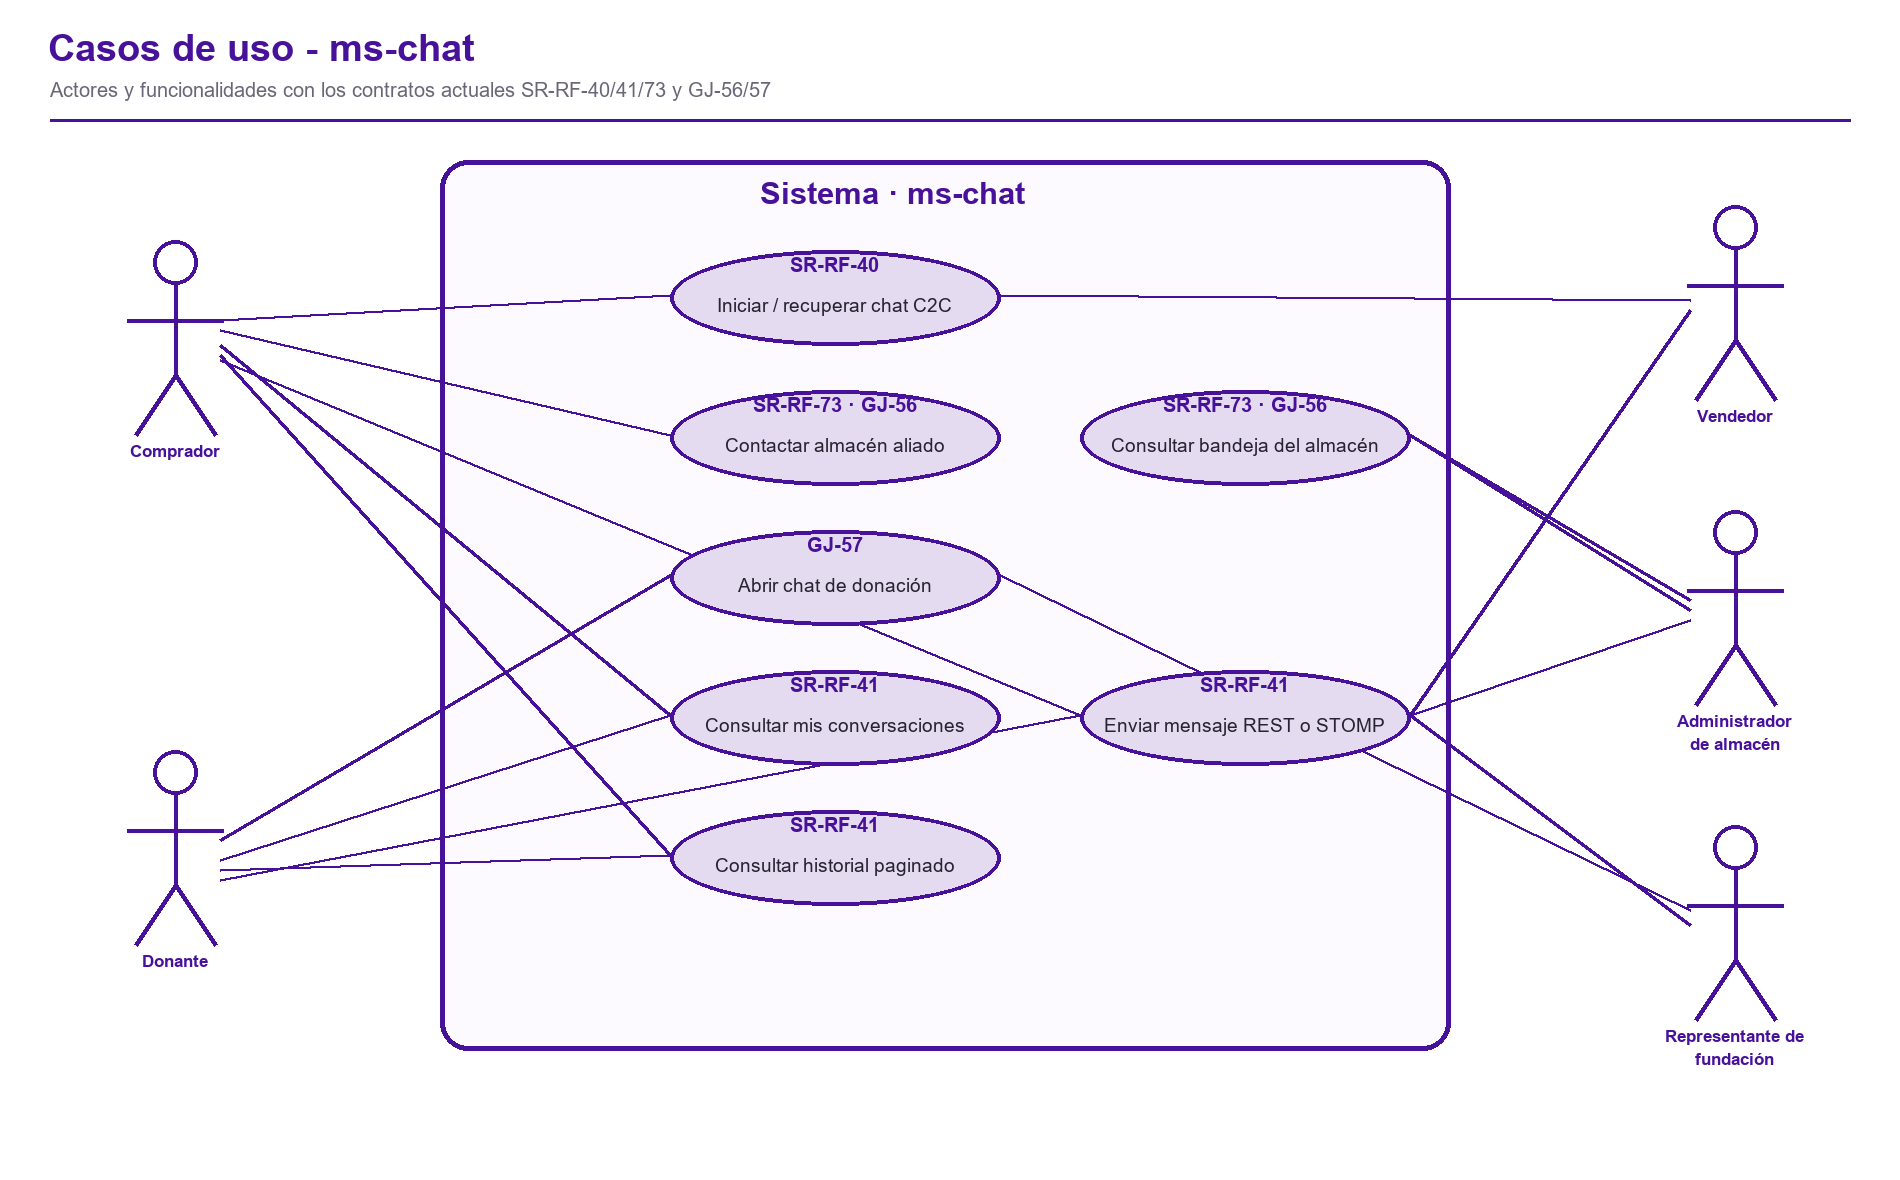 Casos de uso - ms-chat
Actores y funcionalidades con los contratos actuales SR-RF-40/41/73 y GJ-56/57
Sistema · ms-chat
SR-RF-40
Iniciar / recuperar chat C2C
SR-RF-73 · GJ-56
Contactar almacén aliado
SR-RF-73 · GJ-56
Consultar bandeja del almacén
GJ-57
Abrir chat de donación
SR-RF-41
Consultar mis conversaciones
SR-RF-41
Enviar mensaje REST o STOMP
SR-RF-41
Consultar historial paginado
Comprador
Donante
Vendedor
Administrador
de almacén
Representante de
fundación